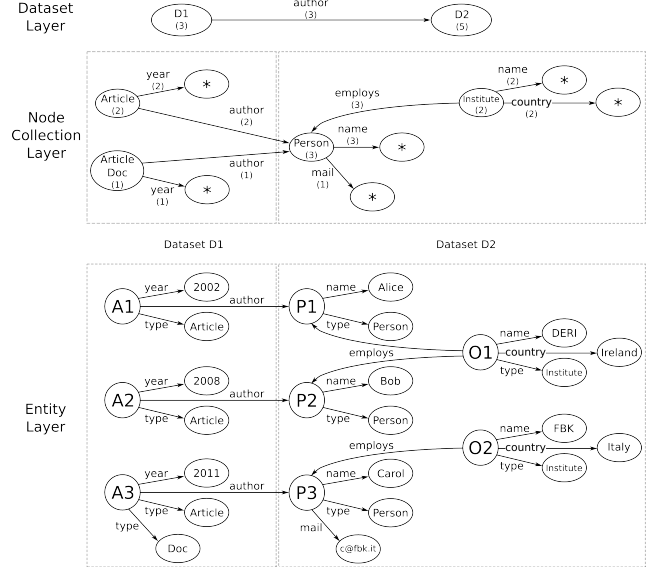 Dataset
Layer
D1
(3)
author
(3)
D2
(5)
Node
Collection
Layer
Article
(2)
year
(2)
*
author
(2)
Article
Doc
(1)
author
(1)
year
(1)
*
employs
(3)
Person
(3)
name
(3)
*
mail
(1)
*
Institute
(2)
name
(2)
*
country
(2)
*
Dataset D1
Dataset D2
Entity
Layer
A1
year
2002
author
type
Article
P1
name
Alice
type
Person
employs
O1
name
DERI
country
Ireland
type
Institute
A2
year
2008
author
type
Article
P2
name
Bob
type
Person
employs
O2
name
FBK
country
Italy
type
Institute
A3
year
2011
author
type
Article
type
Doc
P3
name
Carol
type
Person
mail
c@fbk.it